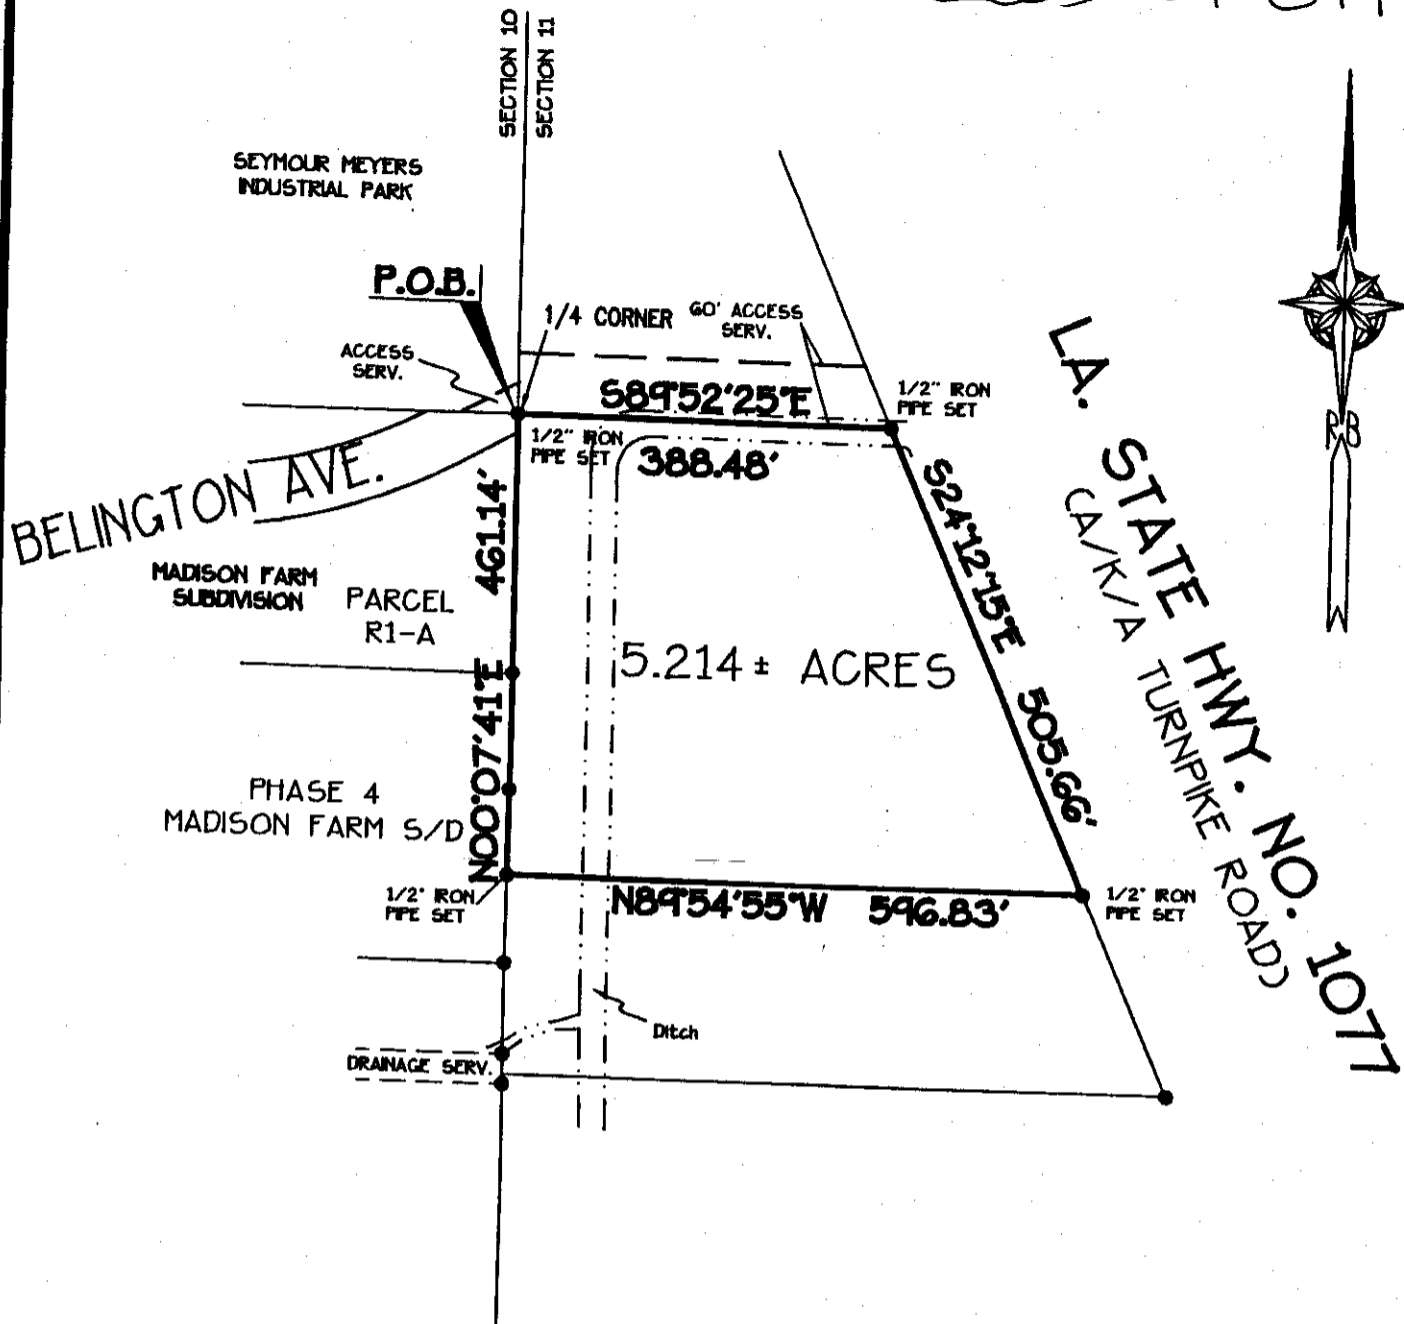 SECTION 10
SECTION 11
SEYMOUR MEYERS
INDUSTRIAL PARK
P.O.B.
1/4 CORNER
60' ACCESS
SERV.
ACCESS
SERV.
S89°52'25"E
388.48'
1/2" IRON
PIPE SET
1/2" IRON
PIPE SET
BELINGTON AVE.
461.14'
N00°07'41"E
S24°12'15"E 505.66'
LA. STATE HWY. NO. 1077
(A/K/A TURNPIKE ROAD)
RB
MADISON FARM
SUBDIVISION
PARCEL
R1-A
5.214 ± ACRES
PHASE 4
MADISON FARM S/D
1/2" IRON
PIPE SET
N89°54'55"W 596.83'
1/2" IRON
PIPE SET
Ditch
DRAINAGE SERV.